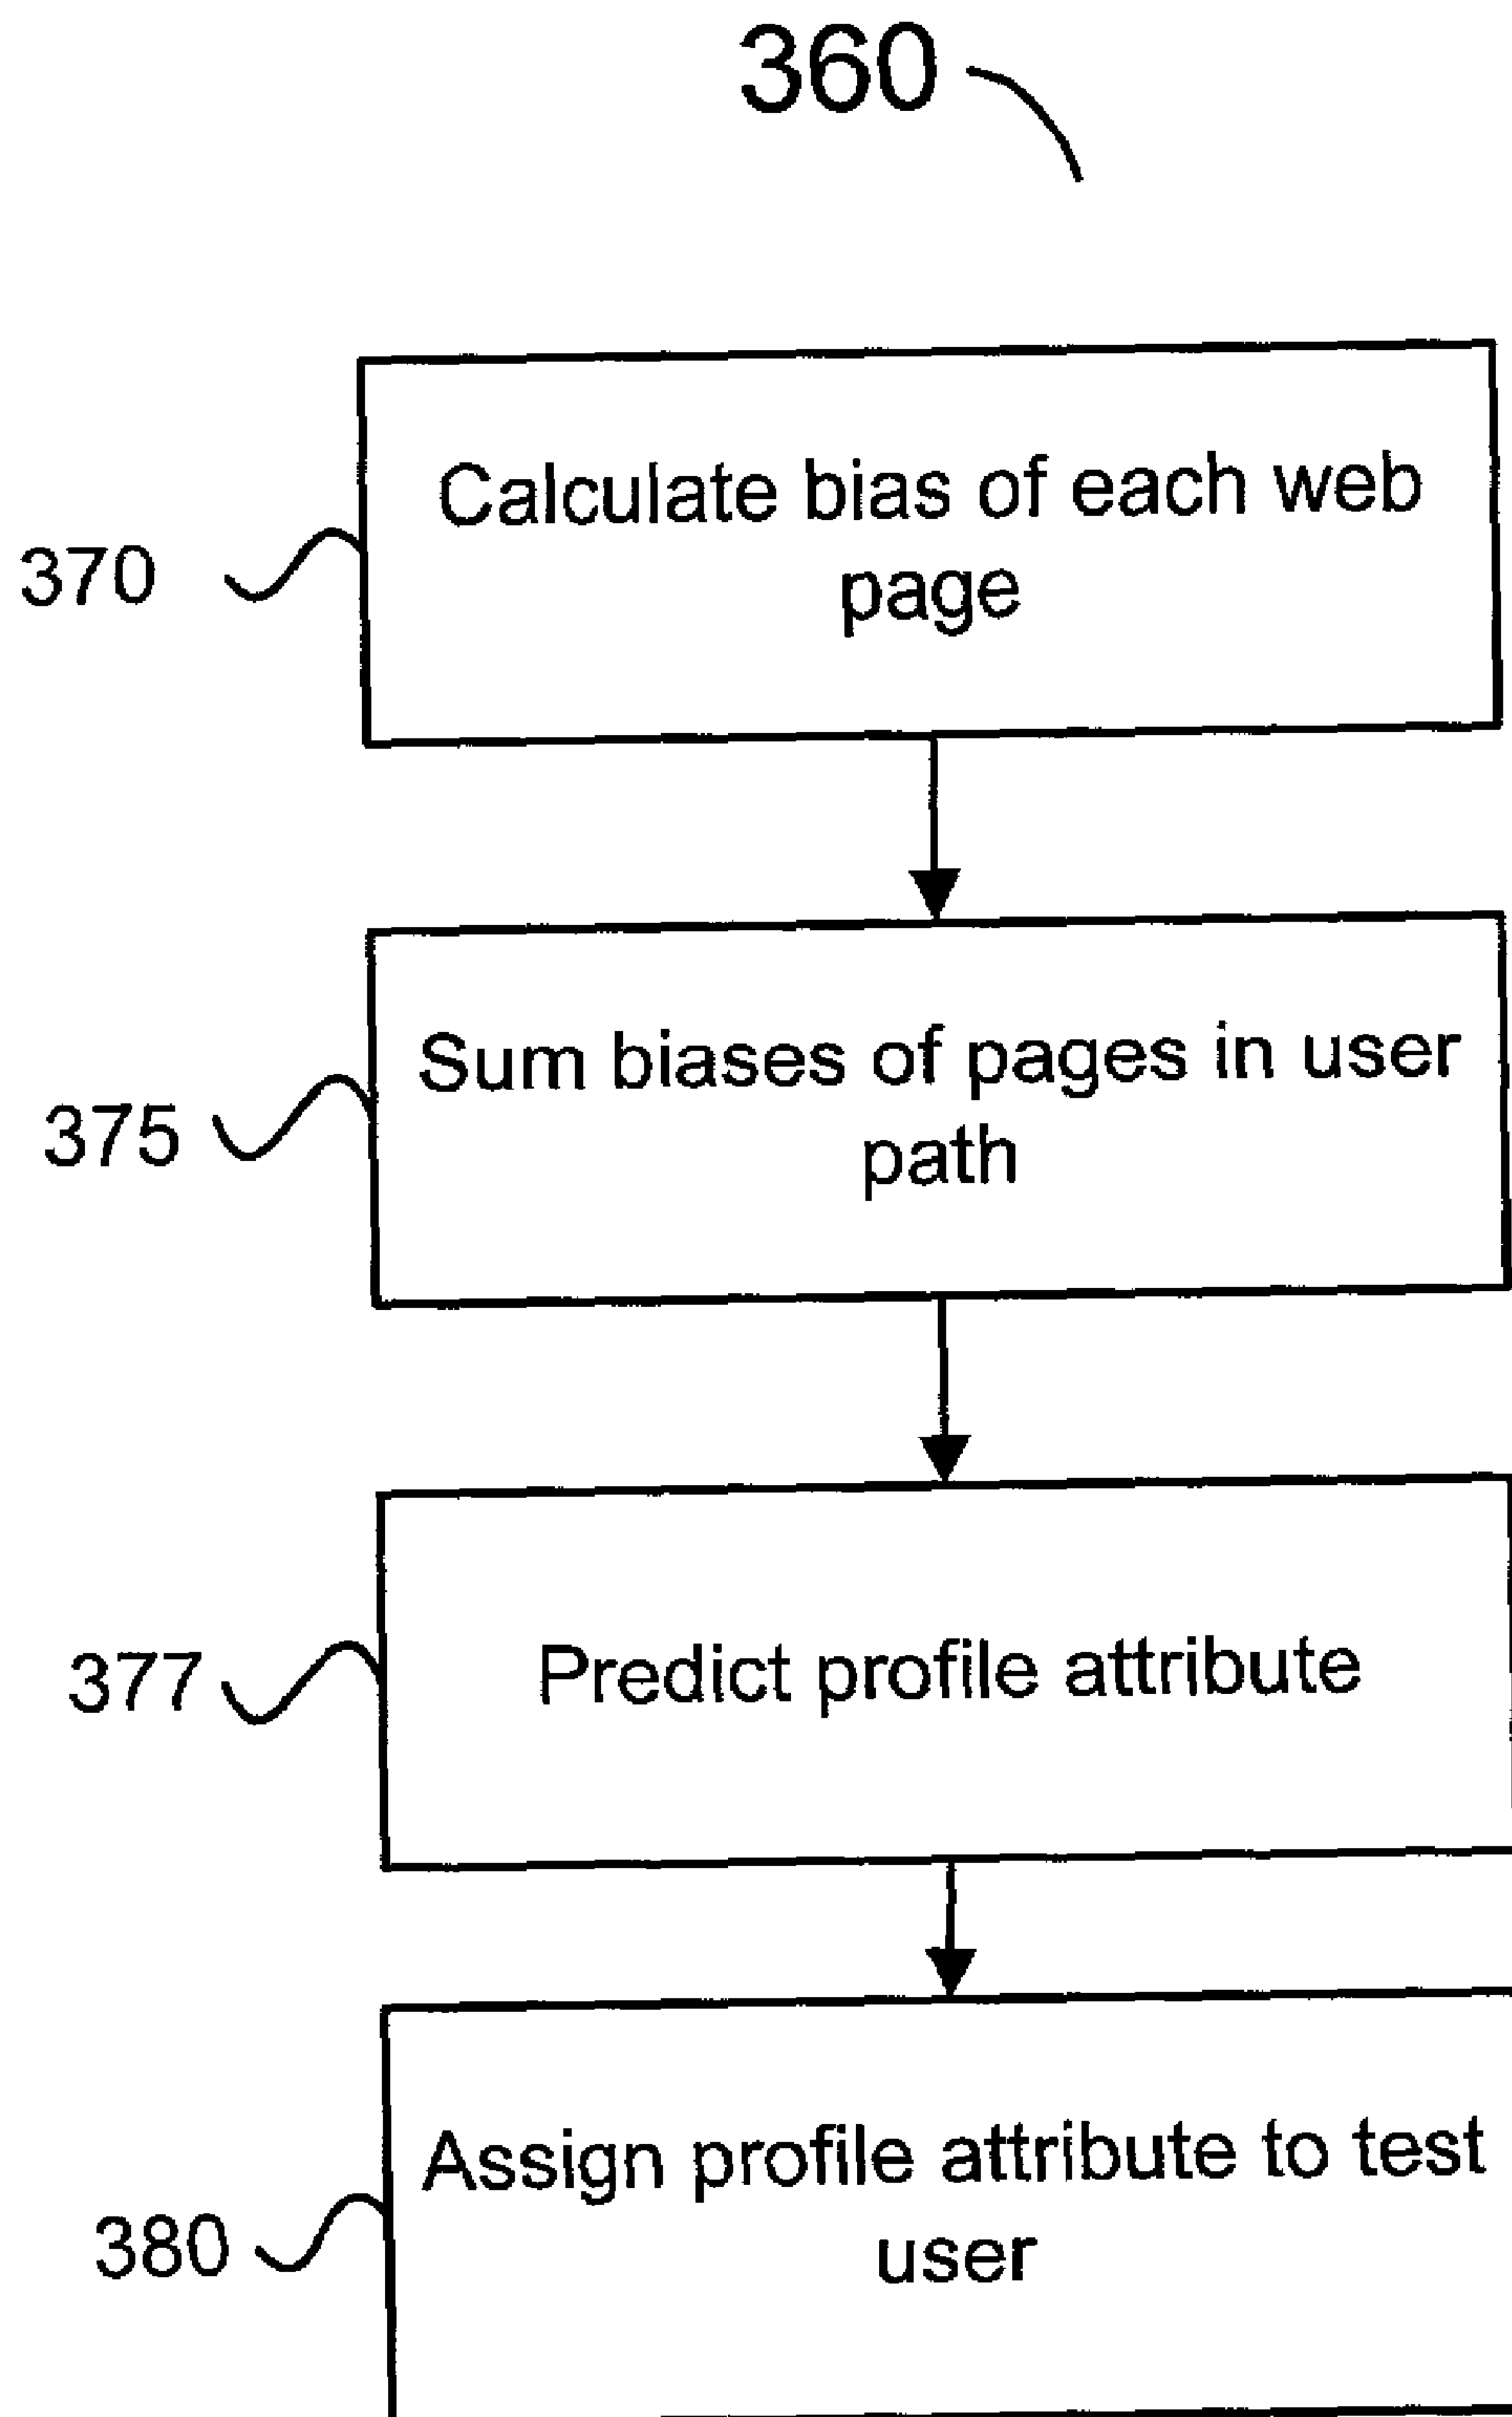 360
Calculate bias of each web
page
370
Sum biases of pages in user
path
375
Predict profile attribute
377
Assign profile attribute to test
user
380